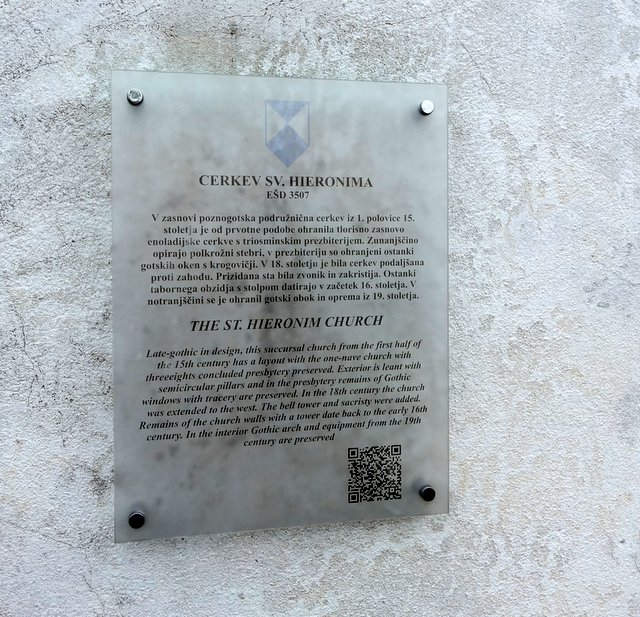 CERKEV SV. HIERONIMA
EŠD 3507
V zasnovi poznogotska podružnična cerkev iz 1. polovice 15.
stoletja je od prvotne podobe ohranila tlorisno zasnovo
enoladijske cerkve s triosminskim prezbiterijem. Zunanjščino
opirajo polkrožni stebri, v prezbiteriju so ohranjeni ostanki
gotskih oken s krogovičji. V 18. stoletju je bila cerkev podaljšana
proti zahodu. Prizidana sta bila zvonik in zakristija. Ostanki
tabornega obzidja s stolpom datirajo v začetek 16. stoletja. V
notranjščini se je ohranil gotski obok in oprema iz 19. stoletja.
THE ST. HIERONIM CHURCH
Late-gothic in design, this succursal church from the first half of
the 15th century has a layout with the one-nave church with
threeeights concluded presbytery preserved. Exterior is leant with
semicircular pillars and in the presbytery remains of Gothic
windows with tracery are preserved. In the 18th century the church
was extended to the west. The bell tower and sacristy were added.
Remains of the church walls with a tower date back to the early 16th
century. In the interior Gothic arch and equipment from the 19th
century are preserved